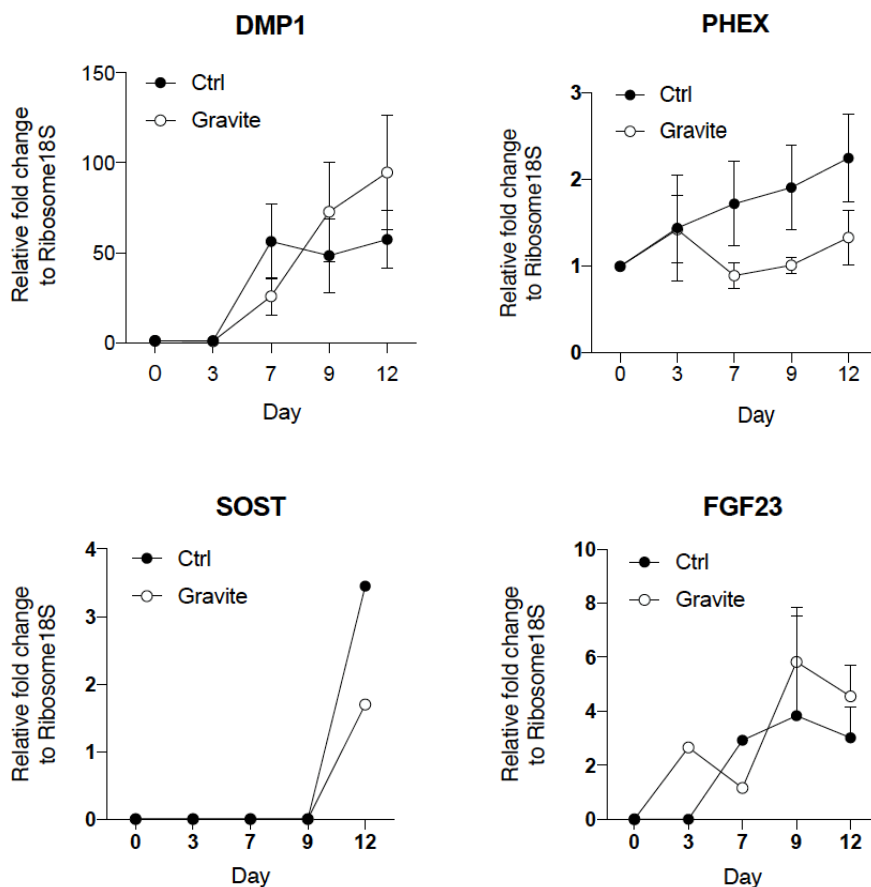 DMP1
Relative fold change
to Ribosome18S
150
100
50
0
Ctrl
Gravite
0 3 7 9 12
Day
PHEX
Relative fold change
to Ribosome18S
3
2
1
0
Ctrl
Gravite
0 3 7 9 12
Day
SOST
Relative fold change
to Ribosome18S
4
3
2
1
0
Ctrl
Gravite
0 3 7 9 12
Day
FGF23
Relative fold change
to Ribosome18S
10
8
6
4
2
0
Ctrl
Gravite
0 3 7 9 12
Day